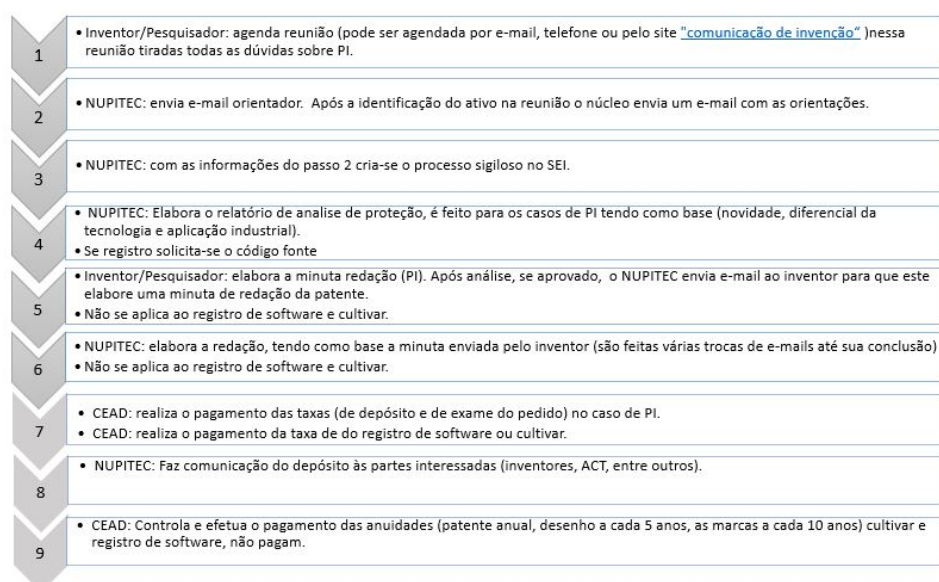 1
• Inventor/Pesquisador: agenda reunião (pode ser agendada por e-mail, telefone ou pelo site "comunicação de invenção“ )nessa
reunião tiradas todas as dúvidas sobre PI.
2
• NUPITEC: envia e-mail orientador. Após a identificação do ativo na reunião o núcleo envia um e-mail com as orientações.
3
• NUPITEC: com as informações do passo 2 cria-se o processo sigiloso no SEI.
4
• NUPITEC: Elabora o relatório de analise de proteção, é feito para os casos de PI tendo como base (novidade, diferencial da
tecnologia e aplicação industrial).
• Se registro solicita-se o código fonte
5
• Inventor/Pesquisador: elabora a minuta redação (PI). Após análise, se aprovado, o NUPITEC envia e-mail ao inventor para que este
elabore uma minuta de redação da patente.
• Não se aplica ao registro de software e cultivar.
6
• NUPITEC: elabora a redação, tendo como base a minuta enviada pelo inventor (são feitas várias trocas de e-mails até sua conclusão)
• Não se aplica ao registro de software e cultivar.
7
• CEAD: realiza o pagamento das taxas (de depósito e de exame do pedido) no caso de PI.
• CEAD: realiza o pagamento da taxa de do registro de software ou cultivar.
8
• NUPITEC: Faz comunicação do depósito às partes interessadas (inventores, ACT, entre outros).
9
• CEAD: Controla e efetua o pagamento das anuidades (patente anual, desenho a cada 5 anos, as marcas a cada 10 anos) cultivar e
registro de software, não pagam.